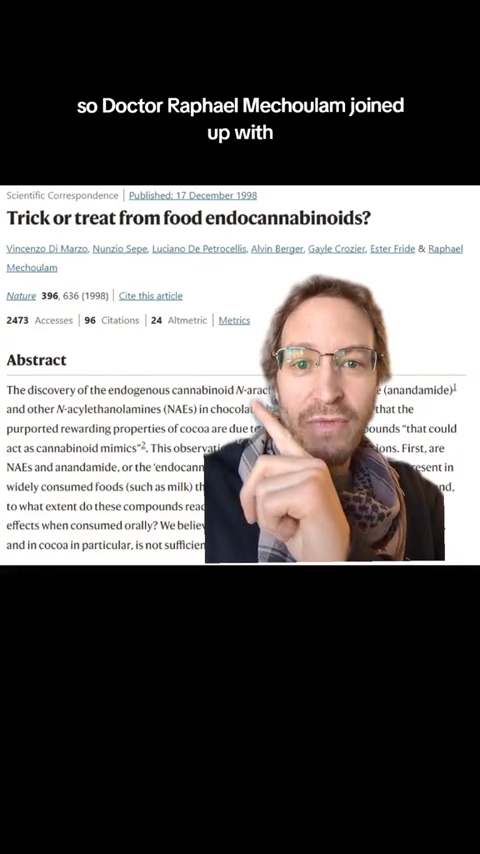 so Doctor Raphael Mechoulam joined
up with
Scientific Correspondence | Published: 17 December 1998
Trick or treat from food endocannabinoids?
Vincenzo Di Marzo, Nunzio Sepe, Luciano De Petrocellis, Alvin Berger, Gayle Crozier, Ester Fride & Raphael
Mechoulam
Nature 396, 636 (1998) | Cite this article
2473 Accesses | 96 Citations | 24 Altmetric | Metrics
Abstract
The discovery of the endogenous cannabinoid N-arac (anandamide)1
and other N-acylethanolamines (NAEs) in chocola that the
purported rewarding properties of cocoa are due to ounds "that could
act as cannabinoid mimics"2. This observati ions. First, are
NAEs and anandamide, or the 'endocann resent in
widely consumed foods (such as milk) th nd,
to what extent do these compounds reac
effects when consumed orally? We believ
and in cocoa in particular, is not sufficien